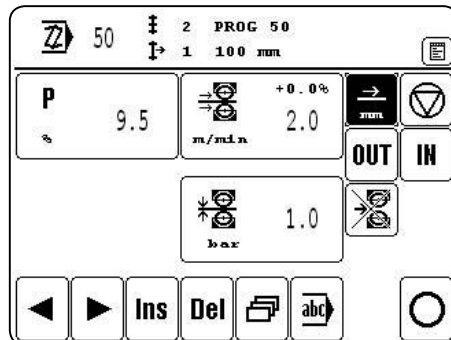 50 2 PROG 50
1 100 mm
P +0.0%
% 9.5 m/min 2.0 mm
OUT IN
bar 1.0
Ins Del abc